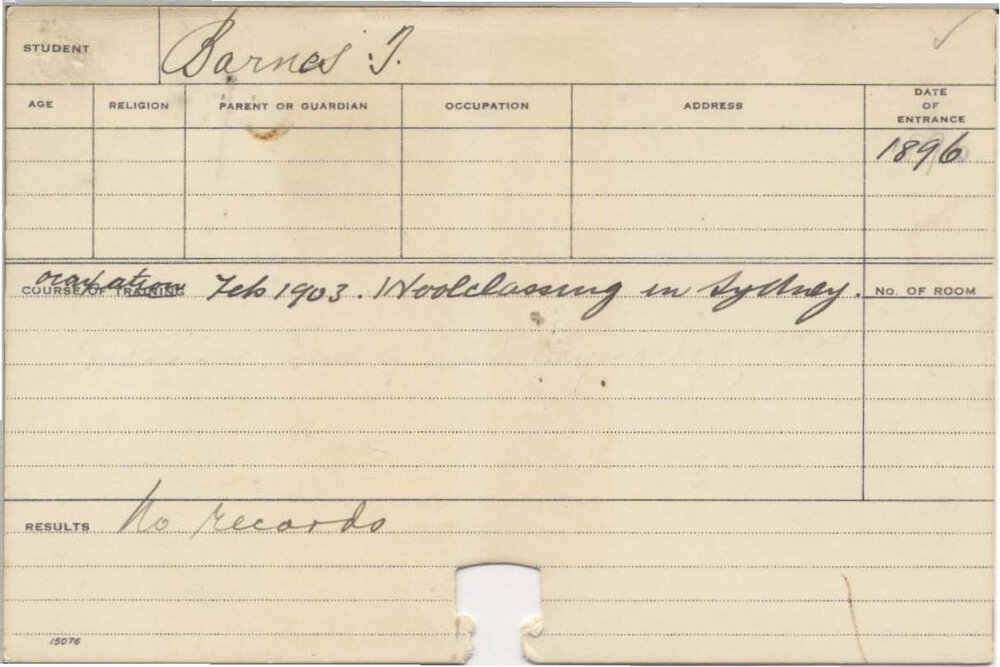 STUDENT Barnes T.
AGE RELIGION PARENT OR GUARDIAN OCCUPATION ADDRESS DATE OF ENTRANCE
1896
occupation
COURSE OF TRAINING Feb 1903. Woolclassing in Sydney. No. OF ROOM
RESULTS No records
15076